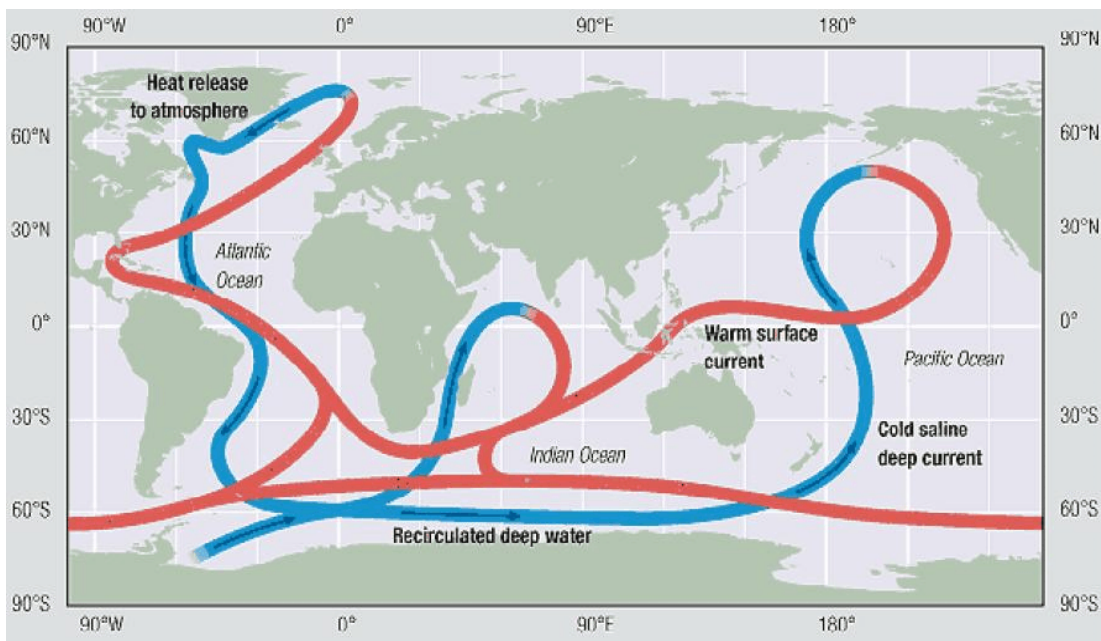 90°W 0° 90°E 180°
90°N 90°N
Heat release
to atmosphere
60°N 60°N
30°N 30°N
Atlantic
Ocean
0° 0°
Warm surface
current
Pacific Ocean
30°S 30°S
Cold saline
deep current
Indian Ocean
60°S 60°S
Recirculated deep water
90°S 90°S
90°W 0° 90°E 180°